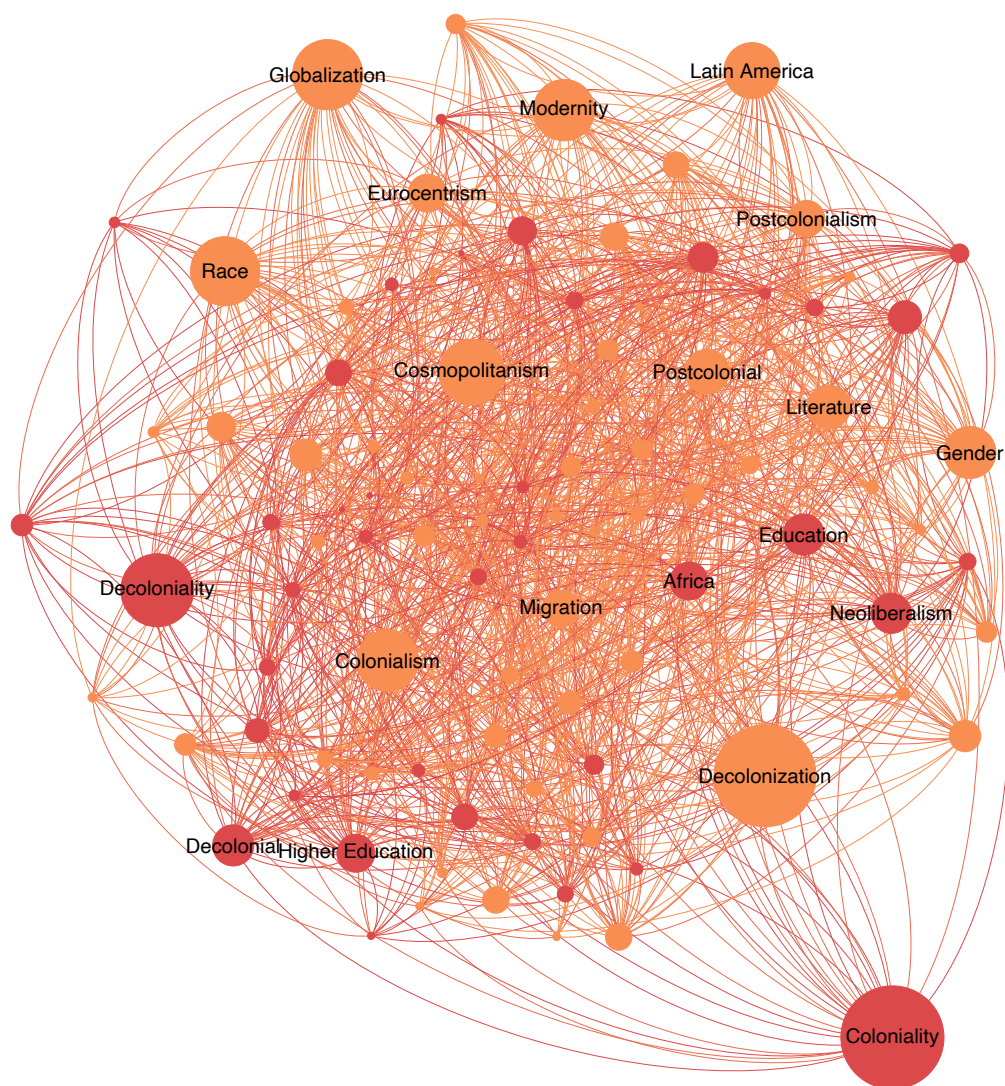 Globalization
Latin America
Modernity
Eurocentrism
Postcolonialism
Race
Cosmopolitanism
Postcolonial
Literature
Gender
Education
Africa
Decoloniality
Migration
Neoliberalism
Colonialism
Decolonization
Decolonial
Higher Education
Coloniality